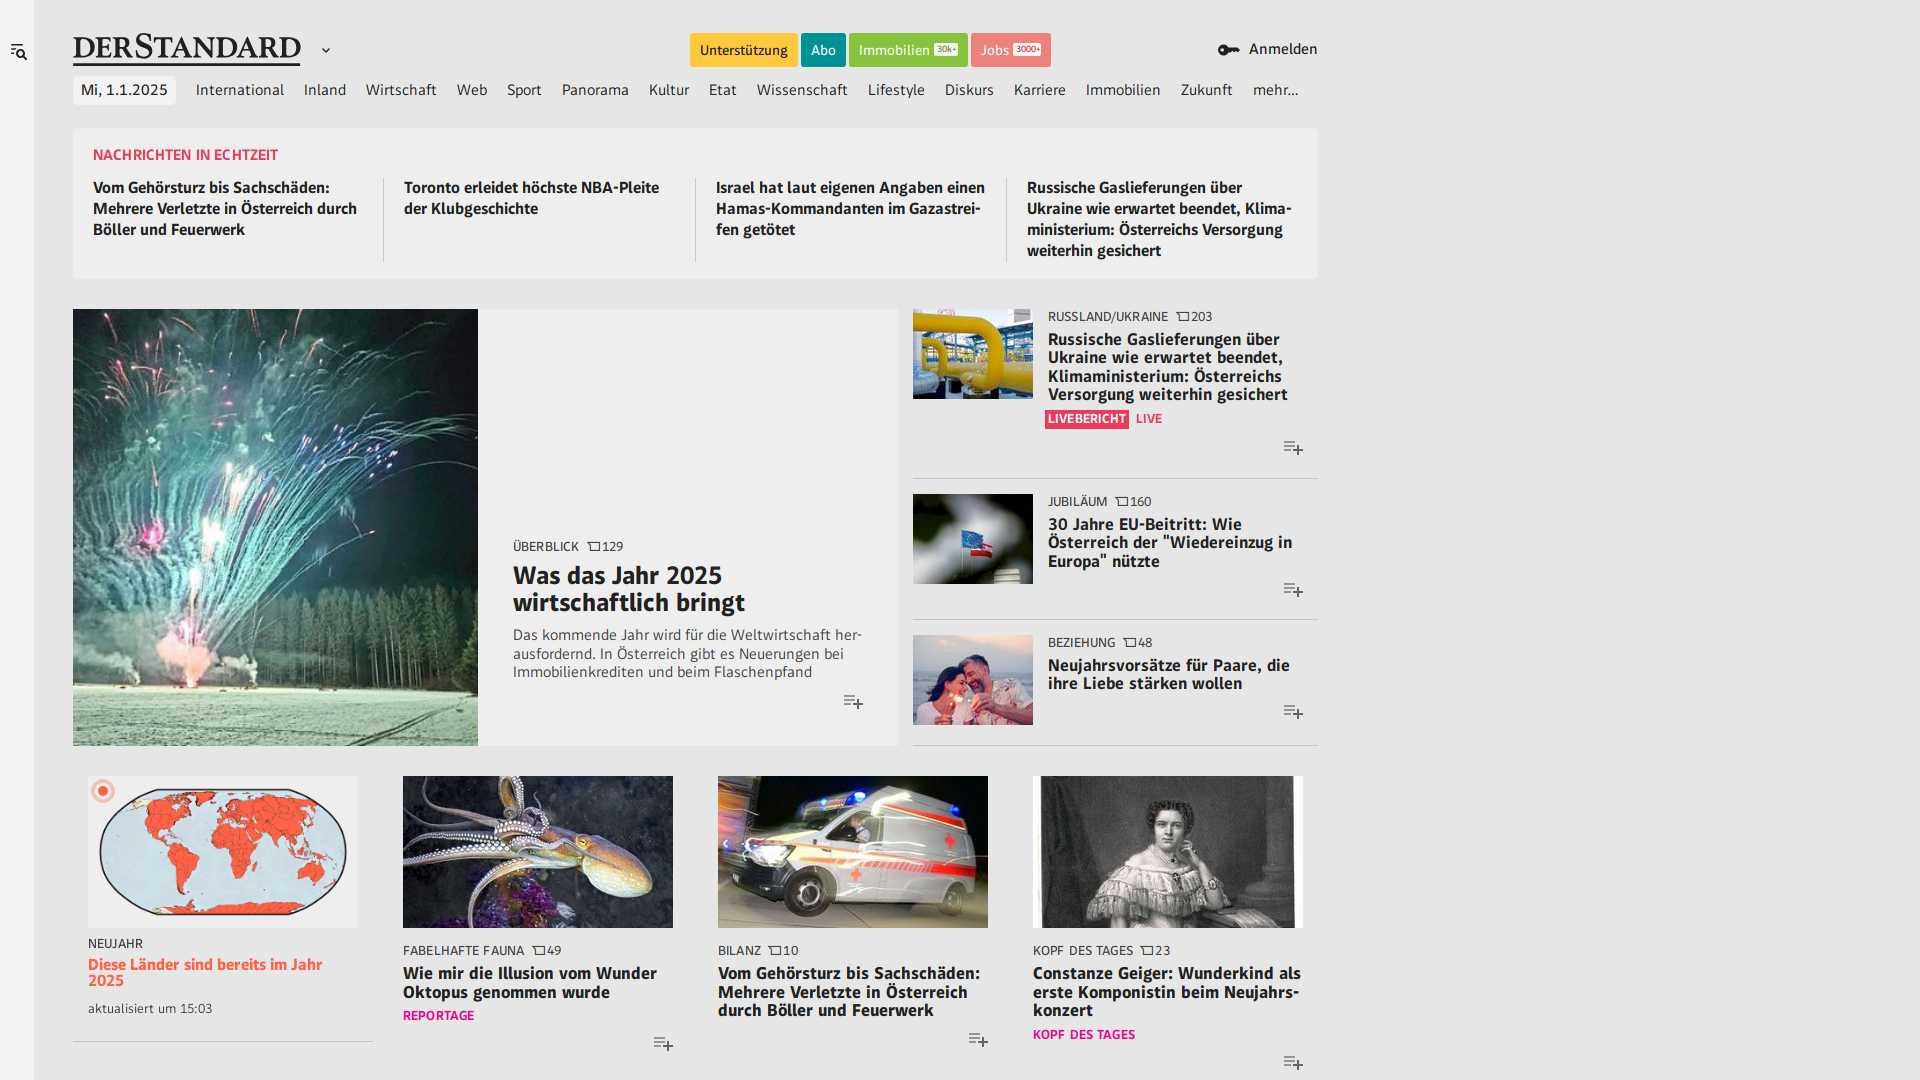 DERSTANDARD
Unterstützung
Abo
Immobilien 30k+
Jobs 3000+
Anmelden
Mi, 1.1.2025
International
Inland
Wirtschaft
Web
Sport
Panorama
Kultur
Etat
Wissenschaft
Lifestyle
Diskurs
Karriere
Immobilien
Zukunft
mehr...
NACHRICHTEN IN ECHTZEIT
Vom Gehörsturz bis Sachschäden:
Mehrere Verletzte in Österreich durch
Böller und Feuerwerk
Toronto erleidet höchste NBA-Pleite
der Klubgeschichte
Israel hat laut eigenen Angaben einen
Hamas-Kommandanten im Gazastrei-
fen getötet
Russische Gaslieferungen über
Ukraine wie erwartet beendet, Klima-
ministerium: Österreichs Versorgung
weiterhin gesichert
ÜBERBLICK 129
Was das Jahr 2025
wirtschaftlich bringt
Das kommende Jahr wird für die Weltwirtschaft her-
ausfordernd. In Österreich gibt es Neuerungen bei
Immobilienkrediten und beim Flaschenpfand
RUSSLAND/UKRAINE 203
Russische Gaslieferungen über
Ukraine wie erwartet beendet,
Klimaministerium: Österreichs
Versorgung weiterhin gesichert
LIVEBERICHT LIVE
JUBILÄUM 160
30 Jahre EU-Beitritt: Wie
Österreich der "Wiedereinzug in
Europa" nützte
BEZIEHUNG 48
Neujahrsvorsätze für Paare, die
ihre Liebe stärken wollen
NEUJAHR
Diese Länder sind bereits im Jahr
2025
aktualisiert um 15:03
FABELHAFTE FAUNA 49
Wie mir die Illusion vom Wunder
Oktopus genommen wurde
REPORTAGE
BILANZ 10
Vom Gehörsturz bis Sachschäden:
Mehrere Verletzte in Österreich
durch Böller und Feuerwerk
KOPF DES TAGES 23
Constanze Geiger: Wunderkind als
erste Komponistin beim Neujahrs-
konzert
KOPF DES TAGES